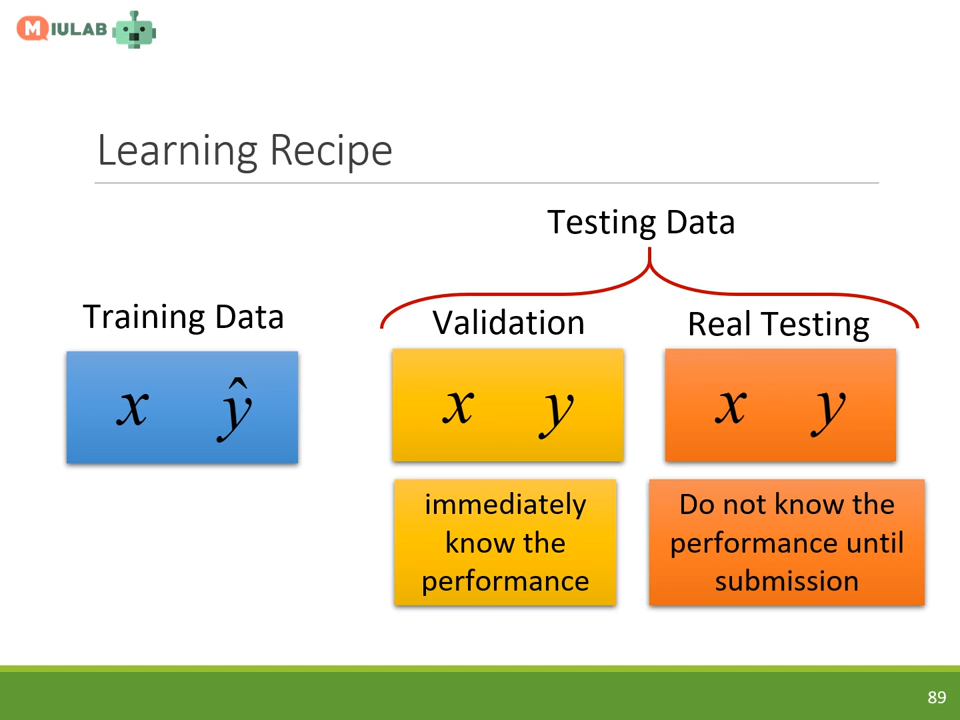 MIULAB
Learning Recipe
Testing Data
Training Data
Validation
Real Testing
x ŷ
x y
x y
immediately
know the
performance
Do not know the
performance until
submission
89